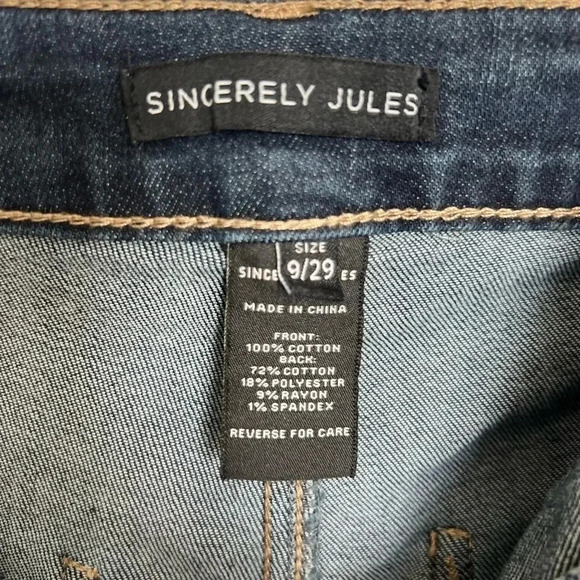 SINCERELY JULES
SIZE
SINCE 9/29 ES
MADE IN CHINA
FRONT:
100% COTTON
BACK:
72% COTTON
18% POLYESTER
9% RAYON
1% SPANDEX
REVERSE FOR CARE